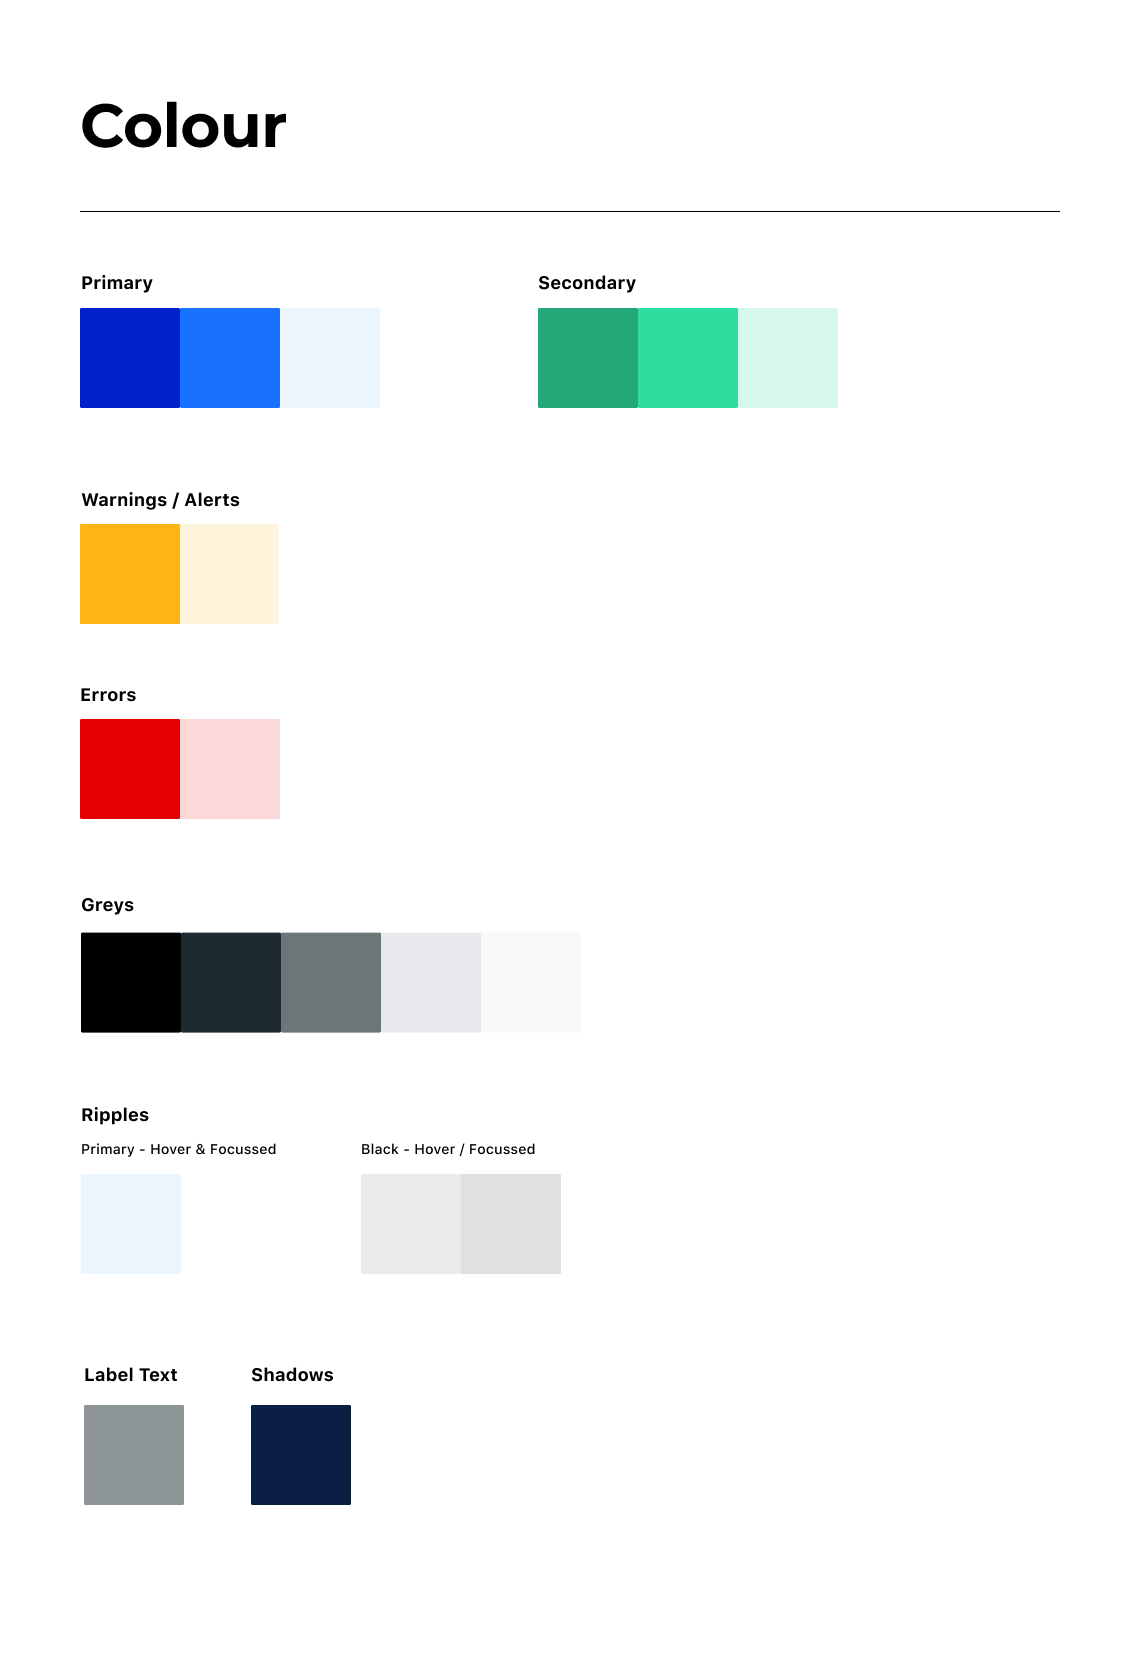 Colour
Primary
Secondary
Warnings / Alerts
Errors
Greys
Ripples
Primary - Hover & Focussed
Black - Hover / Focussed
Label Text
Shadows